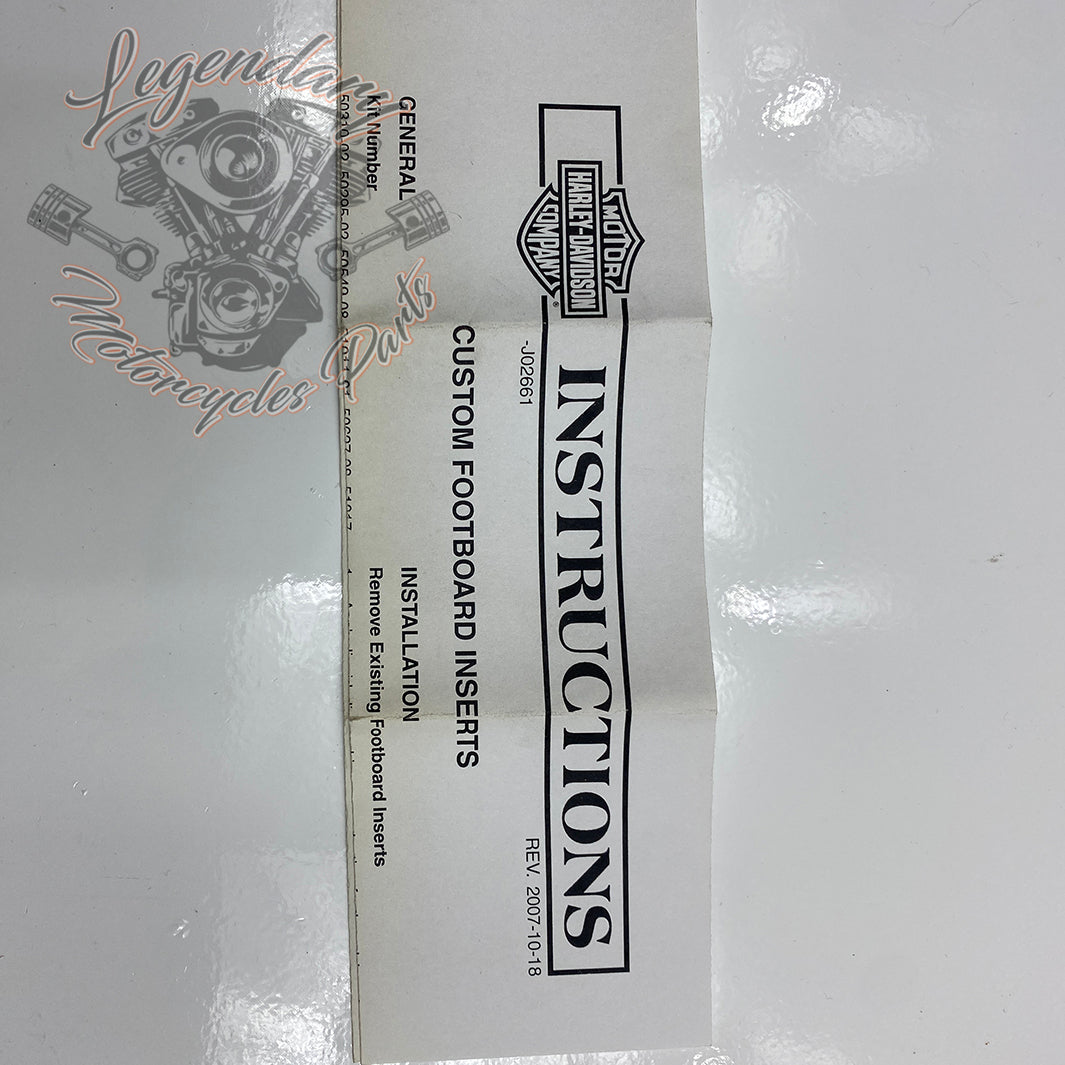 Legendary
Motorcycles Parts
MOTOR
HARLEY-DAVIDSON
COMPANY®
INSTRUCTIONS
-J02661
REV. 2007-10-18
CUSTOM FOOTBOARD INSERTS
GENERAL
Kit Number
INSTALLATION
Remove Existing Footboard Inserts